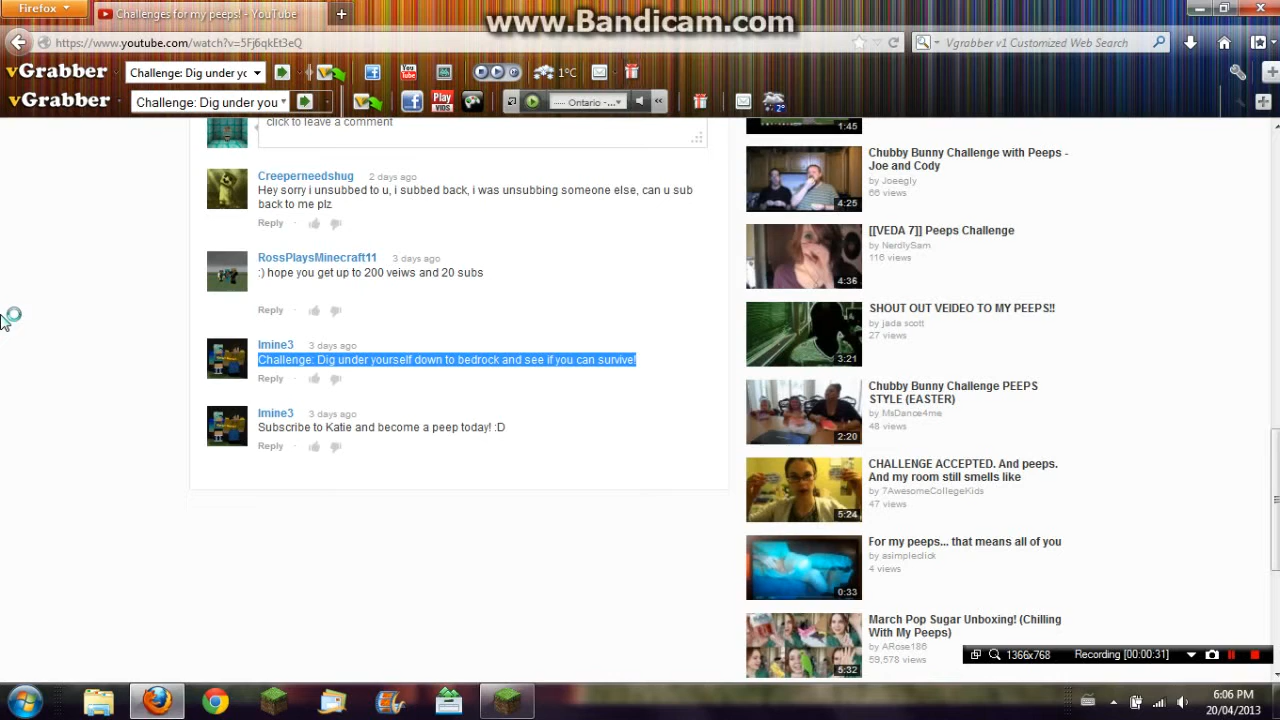 Firefox
Challenges for my peeps! - YouTube
www.Bandicam.com
https://www.youtube.com/watch?v=5Fj6qkEt3eQ
Vgrabber v1 Customized Web Search
vGrabber
Challenge: Dig under yo
You Tube
1°C
vGrabber
Challenge: Dig under you
Play VIDS
Ontario -...
2°
click to leave a comment
Creeperneedshug 2 days ago
Hey sorry i unsubbed to u, i subbed back, i was unsubbing someone else, can u sub
back to me plz
Reply
RossPlaysMinecraft11 3 days ago
:) hope you get up to 200 veiws and 20 subs
Reply
Imine3 3 days ago
Challenge: Dig under yourself down to bedrock and see if you can survive!
Reply
Imine3 3 days ago
Subscribe to Katie and become a peep today! :D
Reply
1:45
Chubby Bunny Challenge with Peeps -
Joe and Cody
by Joeegly
66 views
4:25
[[VEDA 7]] Peeps Challenge
by NerdlySam
116 views
4:36
SHOUT OUT VEIDEO TO MY PEEPS!!
by jada scott
27 views
3:21
Chubby Bunny Challenge PEEPS
STYLE (EASTER)
by MsDance4me
48 views
2:20
CHALLENGE ACCEPTED. And peeps.
And my room still smells like
by 7AwesomeCollegeKids
47 views
5:24
For my peeps... that means all of you
by asimpleclick
4 views
0:33
March Pop Sugar Unboxing! (Chilling
With My Peeps)
by ARose186
59,578 views
5:32
1366x768 Recording [00:00:31]
6:06 PM
20/04/2013